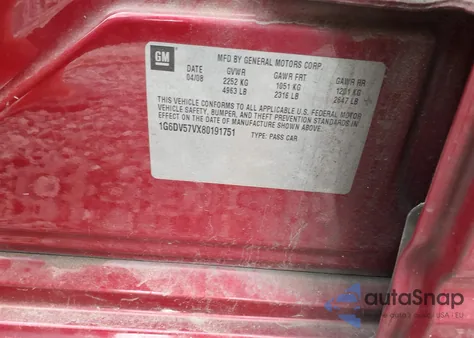 GM
MFD BY GENERAL MOTORS CORP
DATE GVWR GAWR FRT GAWR RR
04/08 2252 KG 1051 KG 1201 KG
4963 LB 2316 LB 2647 LB
THIS VEHICLE CONFORMS TO ALL APPLICABLE U.S. FEDERAL MOTOR
VEHICLE SAFETY, BUMPER, AND THEFT PREVENTION STANDARDS IN
EFFECT ON THE DATE OF MANUFACTURE SHOWN ABOVE.
1G6DV57VX80191751
TYPE: PASS CAR
autoSnap